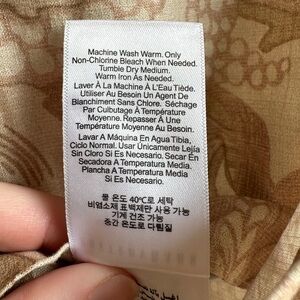 Machine Wash Warm. Only
Non-Chlorine Bleach When Needed.
Tumble Dry Medium.
Warm Iron As Needed.
Laver À La Machine À L'Eau Tiède.
Utiliser Au Besoin Un Agent De
Blanchiment Sans Chlore. Séchage
Par Culbutage À Température
Moyenne. Repasser À Une
Température Moyenne Au Besoin.
Lavar A Máquina En Agua Tibia,
Ciclo Normal. Usar Únicamente Lejía
Sin Cloro Si Es Necesario. Secar En
Secadora A Temperatura Media.
Plancha A Temperatura Media
Si Es Necesario.
물 온도 40℃로 세탁
비염소제 표백제만 사용 가능
기계 건조 가능
중간 온도로 다림질